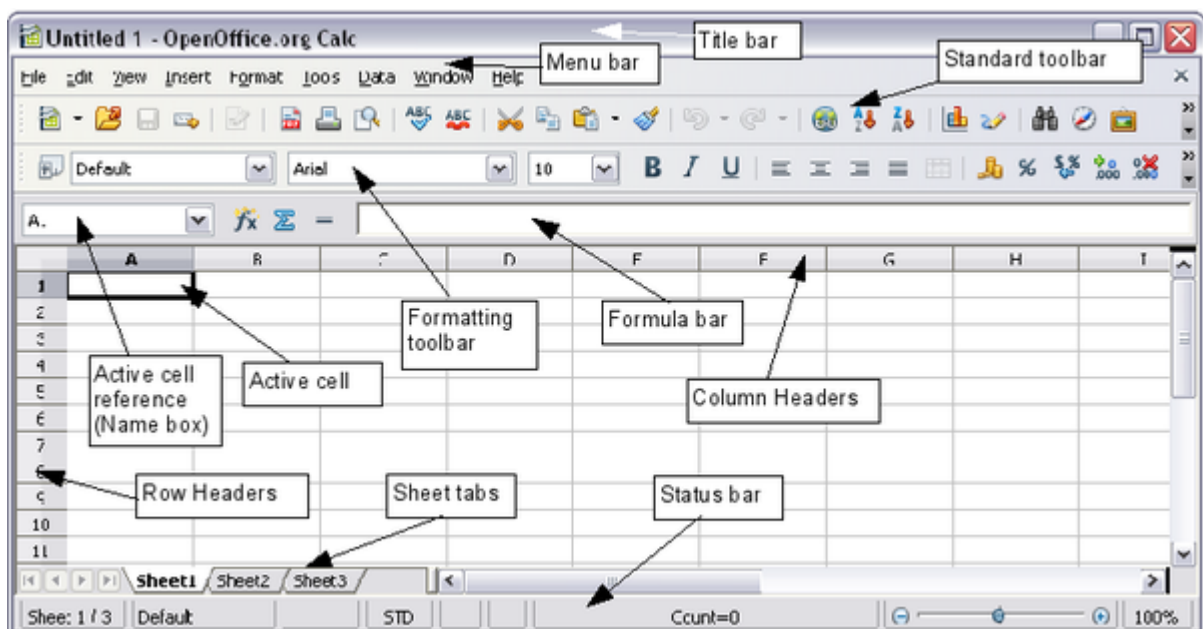 Untitled 1 - OpenOffice.org Calc
Title bar
File Edit View Insert Format Tools Data Window Help
Menu bar
Standard toolbar
ABC ABC
Default Arial 10 B I U
A.
A B C D E F G H I
1
2
3
4
5
6
7
8
9
10
11
Formatting toolbar
Formula bar
Active cell reference (Name box)
Active cell
Column Headers
Row Headers
Sheet tabs
Status bar
Sheet1 Sheet2 Sheet3
Sheet 1 / 3 Default STD Count=0 100%